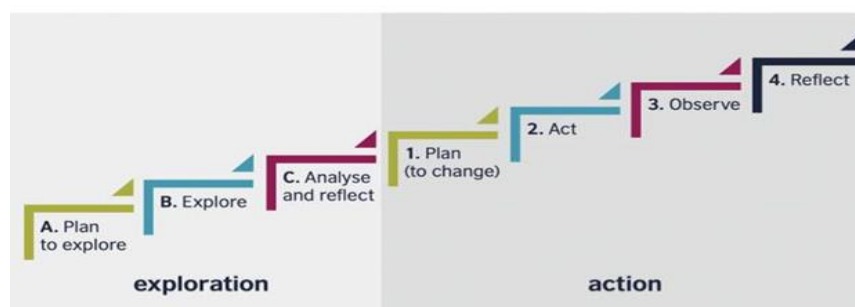 A. Plan
to explore
B. Explore
C. Analyse
and reflect
exploration
1. Plan
(to change)
2. Act
3. Observe
4. Reflect
action